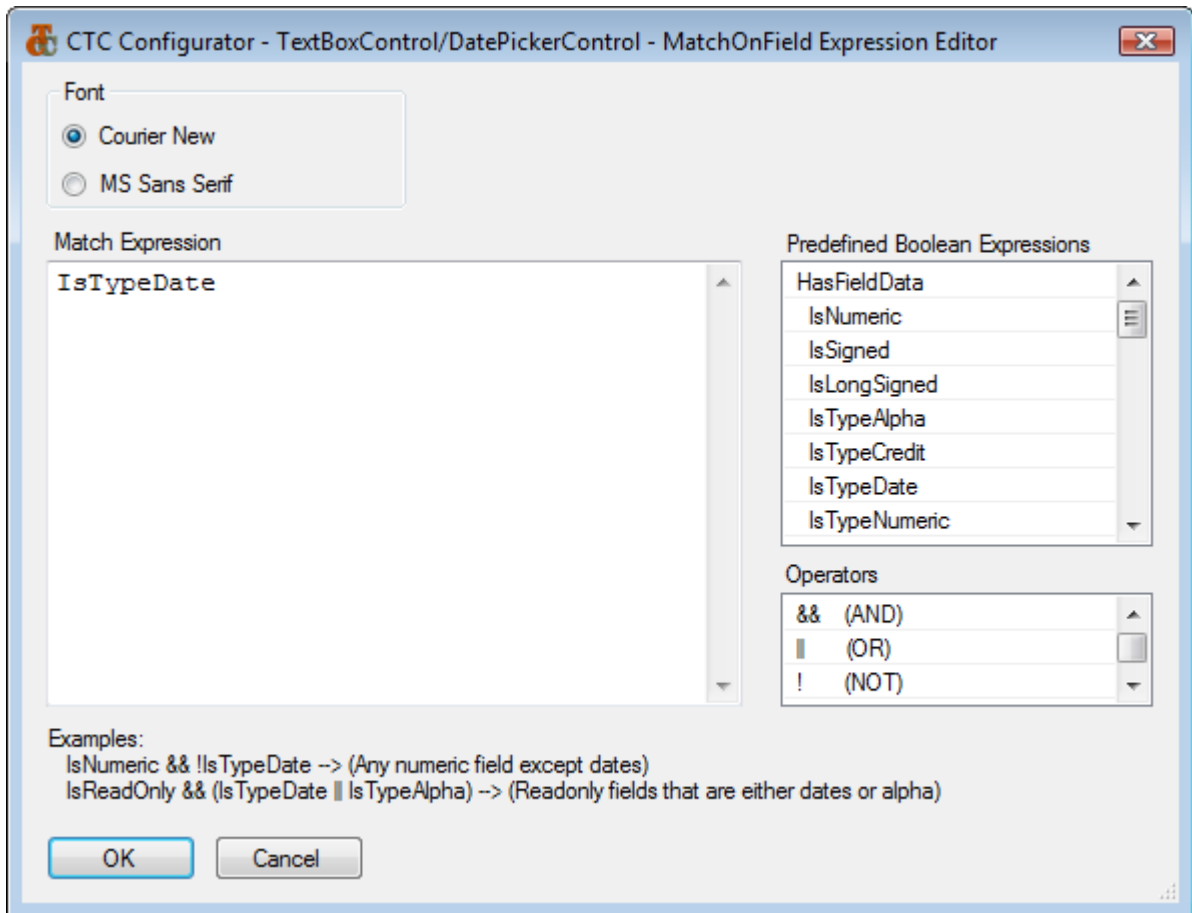 CTC Configurator - TextBoxControl/DatePickerControl - MatchOnField Expression Editor
Font
Courier New
MS Sans Serif
Match Expression
IsTypeDate
Predefined Boolean Expressions
HasFieldData
IsNumeric
IsSigned
IsLongSigned
IsTypeAlpha
IsTypeCredit
IsTypeDate
IsTypeNumeric
Operators
&& (AND)
|| (OR)
! (NOT)
Examples:
IsNumeric && !IsTypeDate --> (Any numeric field except dates)
IsReadOnly && (IsTypeDate || IsTypeAlpha) --> (Readonly fields that are either dates or alpha)
OK Cancel